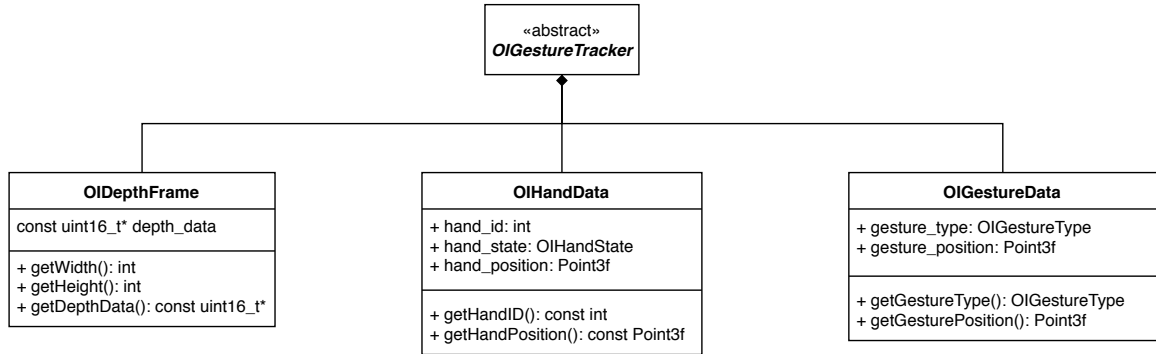 «abstract»
OIGestureTracker
OIDepthFrame
const uint16_t* depth_data
+ getWidth(): int
+ getHeight(): int
+ getDepthData(): const uint16_t*
OIHandData
+ hand_id: int
+ hand_state: OIHandState
+ hand_position: Point3f
+ getHandID(): const int
+ getHandPosition(): const Point3f
OIGestureData
+ gesture_type: OIGestureType
+ gesture_position: Point3f
+ getGestureType(): OIGestureType
+ getGesturePosition(): Point3f